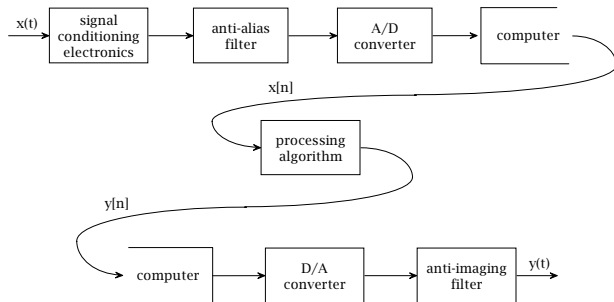 x(t)
signal
conditioning
electronics
anti-alias
filter
A/D
converter
computer
x[n]
processing
algorithm
y[n]
computer
D/A
converter
anti-imaging
filter
y(t)